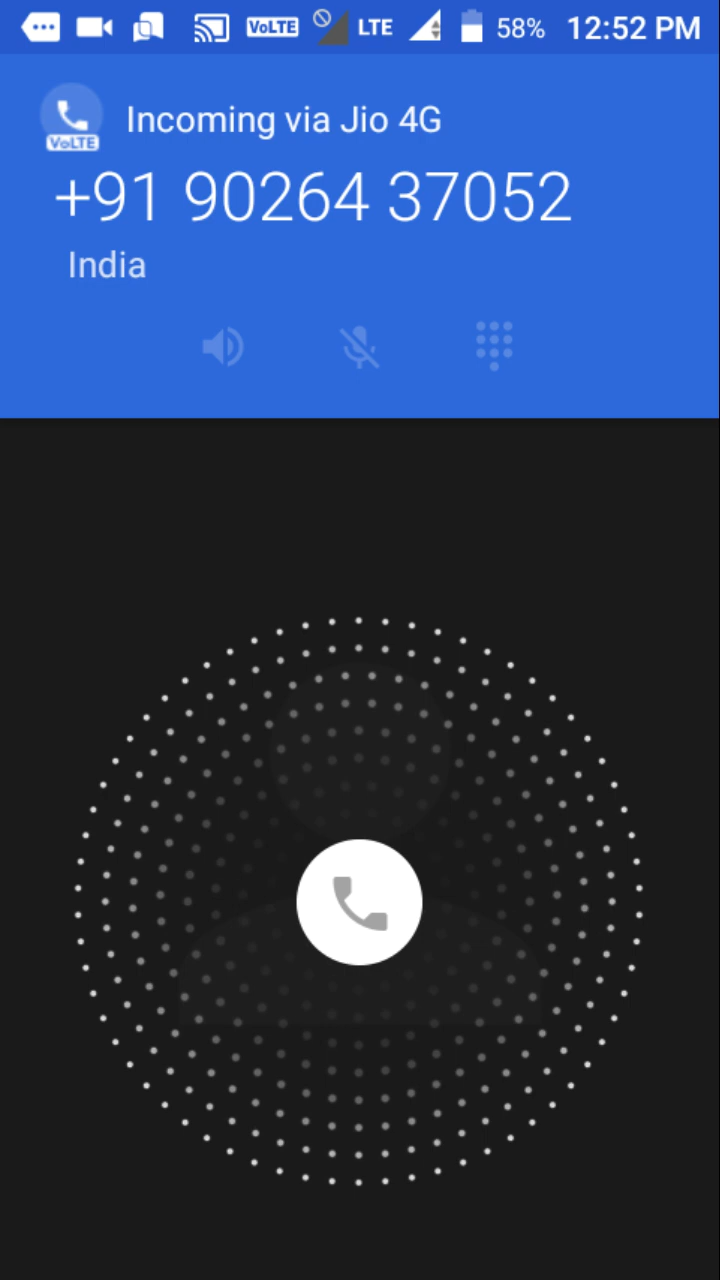 VoLTE LTE 58% 12:52 PM
Incoming via Jio 4G
VoLTE
+91 90264 37052
India